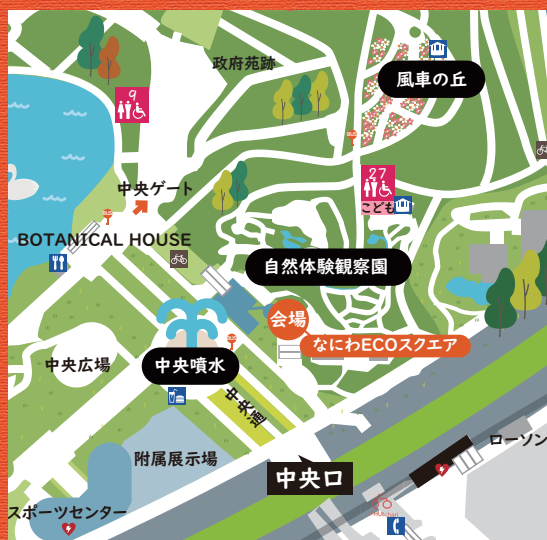 政府苑跡
風車の丘
9
BUS
27
こども
中央ゲート
BUS
BOTANICAL HOUSE
自然体験観察園
会場
なにわECOスクエア
BUS
中央広場
中央噴水
中央通
附属展示場
ローソン
中央口
スポーツセンター